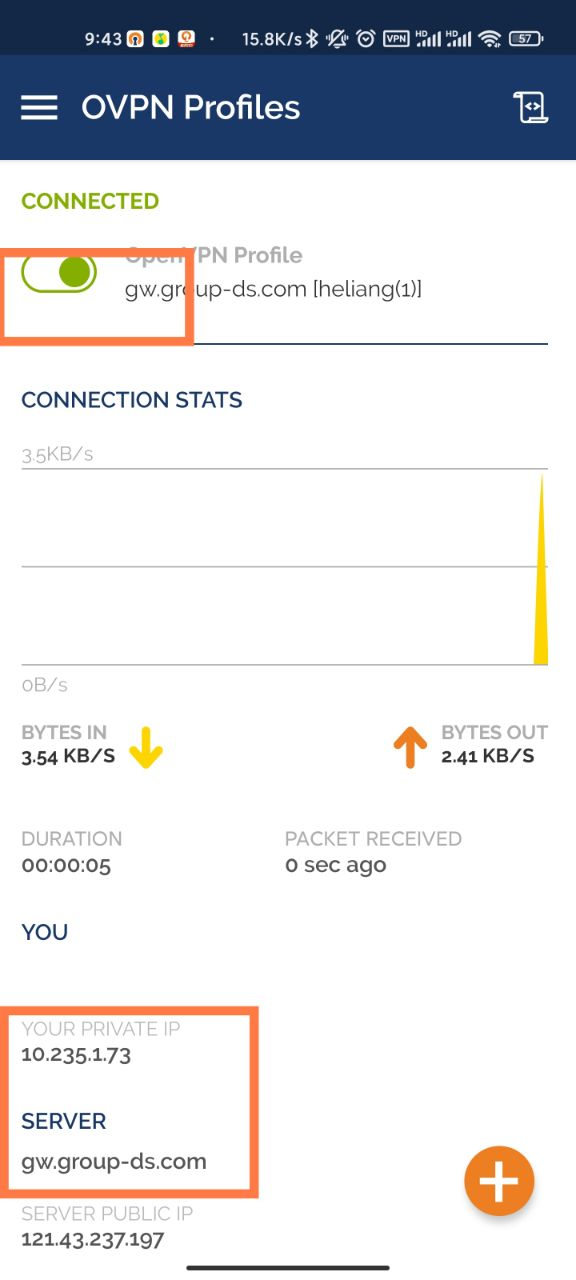 9:43 15.8K/s VPN HD HD 57
OVPN Profiles
CONNECTED
OpenVPN Profile
gw.group-ds.com [heliang(1)]
CONNECTION STATS
3.5KB/s
0B/s
BYTES IN
3.54 KB/S
BYTES OUT
2.41 KB/S
DURATION
00:00:05
PACKET RECEIVED
0 sec ago
YOU
YOUR PRIVATE IP
10.235.1.73
SERVER
gw.group-ds.com
SERVER PUBLIC IP
121.43.237.197